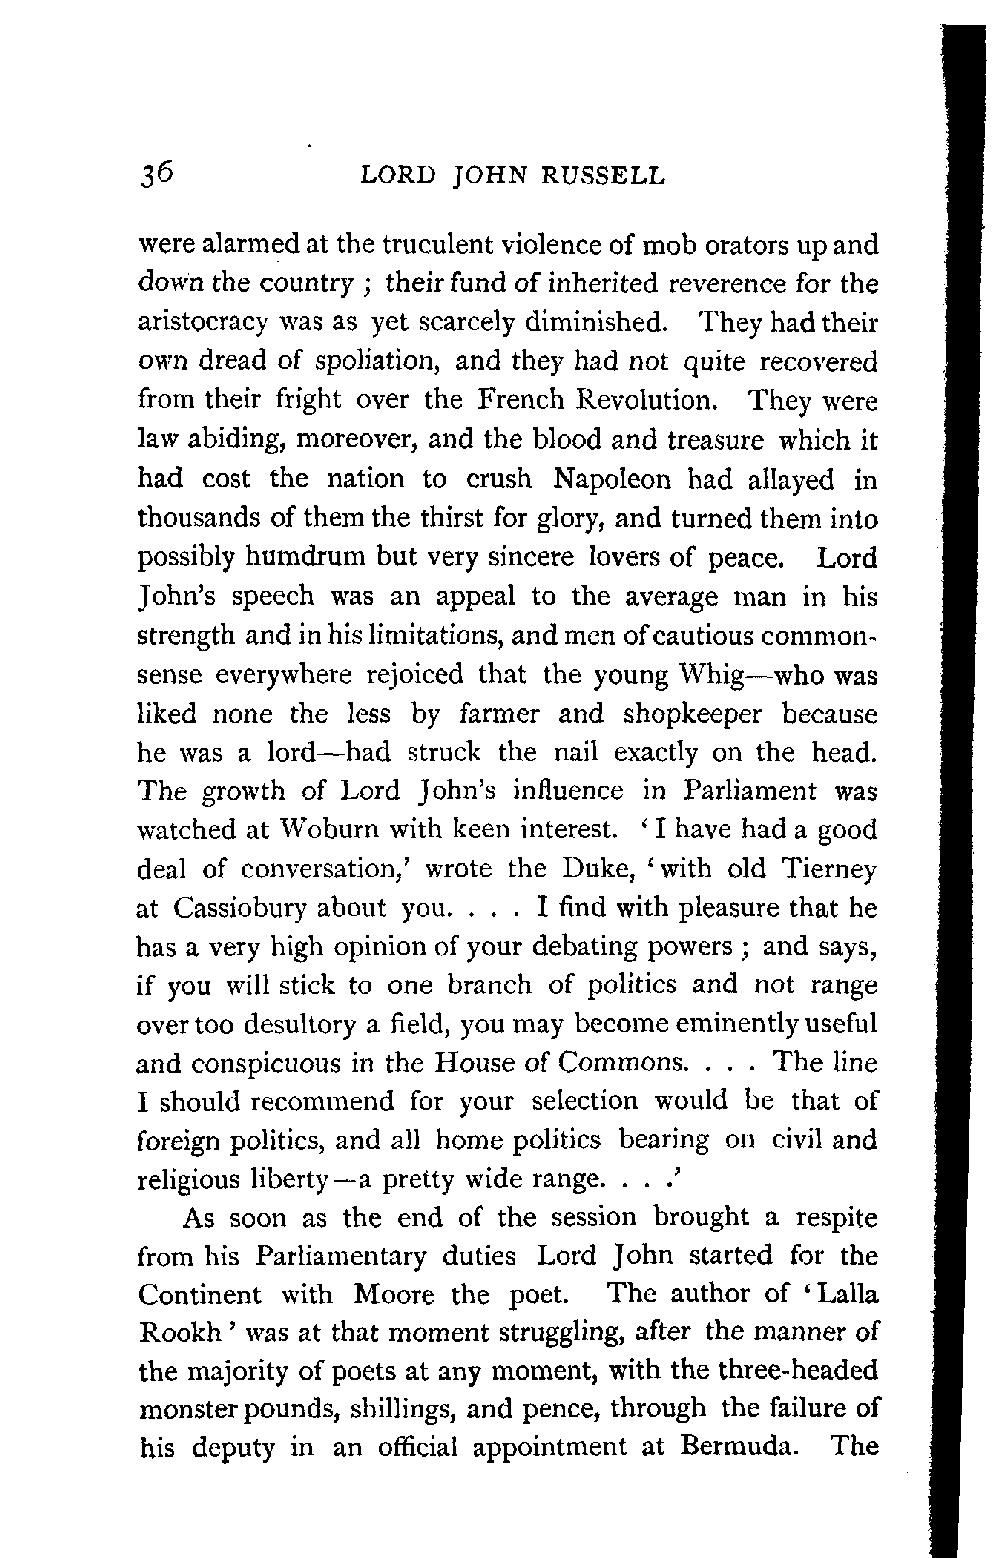 36 LORD JOHN RUSSELL
were alarmed at the truculent violence of mob orators up and
down the country ; their fund of inherited reverence for the
aristocracy was as yet scarcely diminished. They had their
own dread of spoliation, and they had not quite recovered
from their fright over the French Revolution. They were
law abiding, moreover, and the blood and treasure which it
had cost the nation to crush Napoleon had allayed in
thousands of them the thirst for glory, and turned them into
possibly humdrum but very sincere lovers of peace. Lord
John's speech was an appeal to the average man in his
strength and in his limitations, and men of cautious common-
sense everywhere rejoiced that the young Whig—who was
liked none the less by farmer and shopkeeper because
he was a lord—had struck the nail exactly on the head.
The growth of Lord John's influence in Parliament was
watched at Woburn with keen interest. ‘I have had a good
deal of conversation,’ wrote the Duke, ‘with old Tierney
at Cassiobury about you. . . . I find with pleasure that he
has a very high opinion of your debating powers ; and says,
if you will stick to one branch of politics and not range
over too desultory a field, you may become eminently useful
and conspicuous in the House of Commons. . . . The line
I should recommend for your selection would be that of
foreign politics, and all home politics bearing on civil and
religious liberty—a pretty wide range. . . .’
As soon as the end of the session brought a respite
from his Parliamentary duties Lord John started for the
Continent with Moore the poet. The author of ‘Lalla
Rookh’ was at that moment struggling, after the manner of
the majority of poets at any moment, with the three-headed
monster pounds, shillings, and pence, through the failure of
his deputy in an official appointment at Bermuda. The